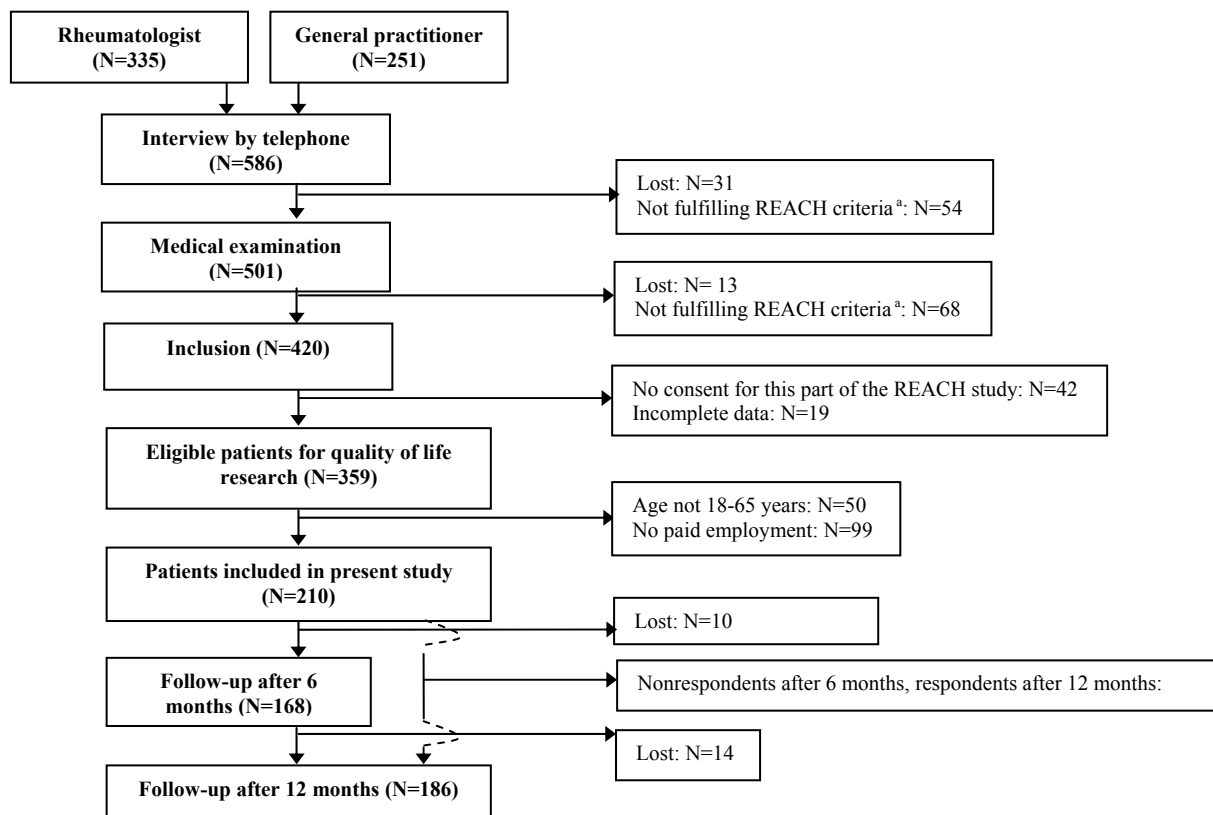 Rheumatologist
(N=335)
General practitioner
(N=251)
Interview by telephone
(N=586)
Lost: N=31
Not fulfilling REACH criteria ᵃ: N=54
Medical examination
(N=501)
Lost: N= 13
Not fulfilling REACH criteria ᵃ: N=68
Inclusion (N=420)
No consent for this part of the REACH study: N=42
Incomplete data: N=19
Eligible patients for quality of life
research (N=359)
Age not 18-65 years: N=50
No paid employment: N=99
Patients included in present study
(N=210)
Lost: N=10
Follow-up after 6
months (N=168)
Nonrespondents after 6 months, respondents after 12 months:
Lost: N=14
Follow-up after 12 months (N=186)